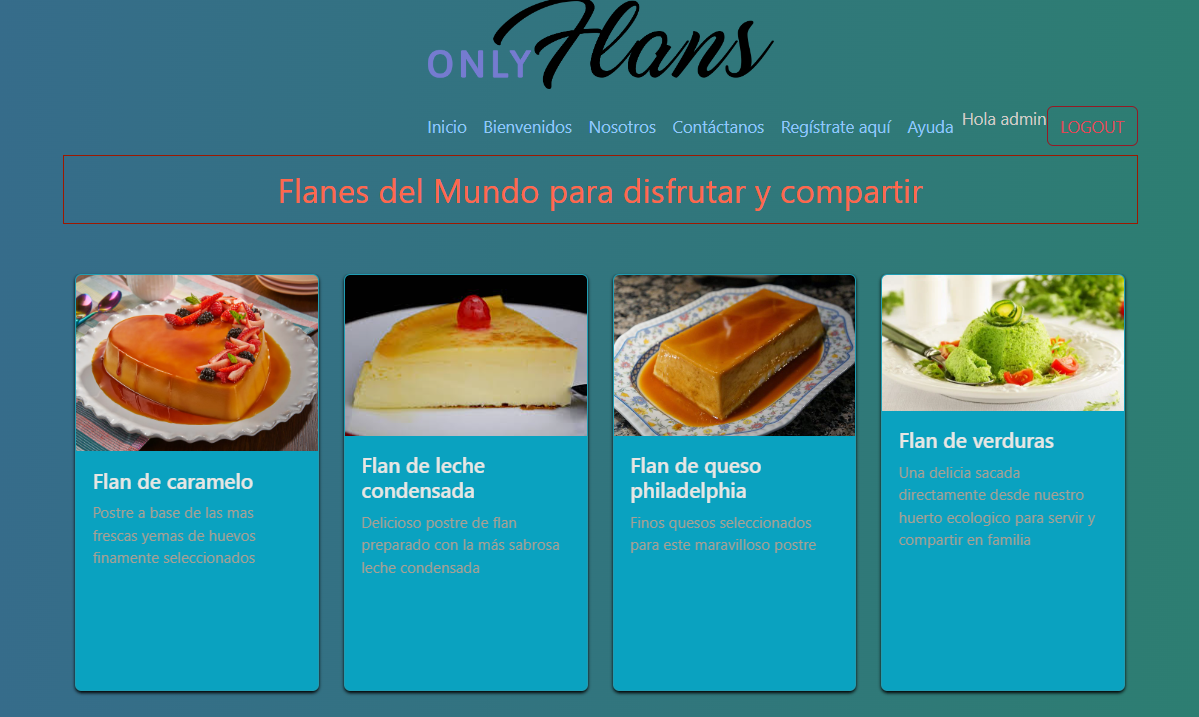 ONLY Flans
Inicio Bienvenidos Nosotros Contáctanos Regístrate aquí Ayuda Hola admin LOGOUT
Flanes del Mundo para disfrutar y compartir
Flan de caramelo
Postre a base de las mas
frescas yemas de huevos
finamente seleccionados
Flan de leche
condensada
Delicioso postre de flan
preparado con la más sabrosa
leche condensada
Flan de queso
philadelphia
Finos quesos seleccionados
para este maravilloso postre
Flan de verduras
Una delicia sacada
directamente desde nuestro
huerto ecologico para servir y
compartir en familia